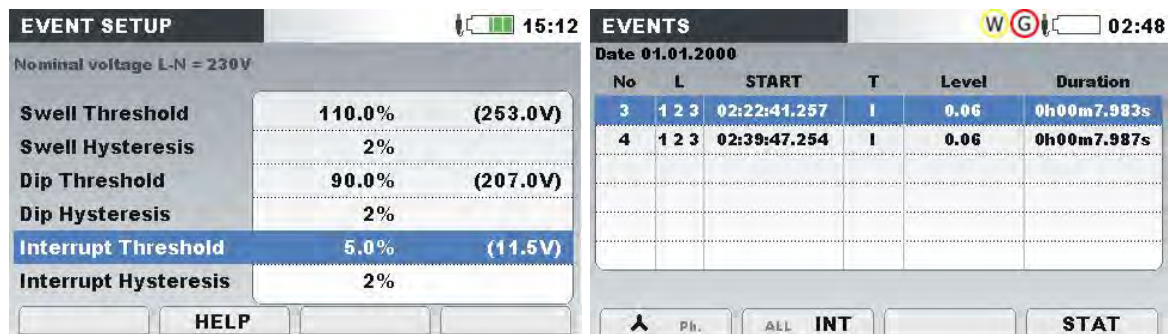 EVENT SETUP 15:12
Nominal voltage L-N = 230V
Swell Threshold 110.0% (253.0V)
Swell Hysteresis 2%
Dip Threshold 90.0% (207.0V)
Dip Hysteresis 2%
Interrupt Threshold 5.0% (11.5V)
Interrupt Hysteresis 2%
HELP
EVENTS W G 02:48
Date 01.01.2000
No L START T Level Duration
3 1 2 3 02:22:41.257 I 0.06 0h00m7.983s
4 1 2 3 02:39:47.254 I 0.06 0h00m7.987s
Ph. ALL INT STAT